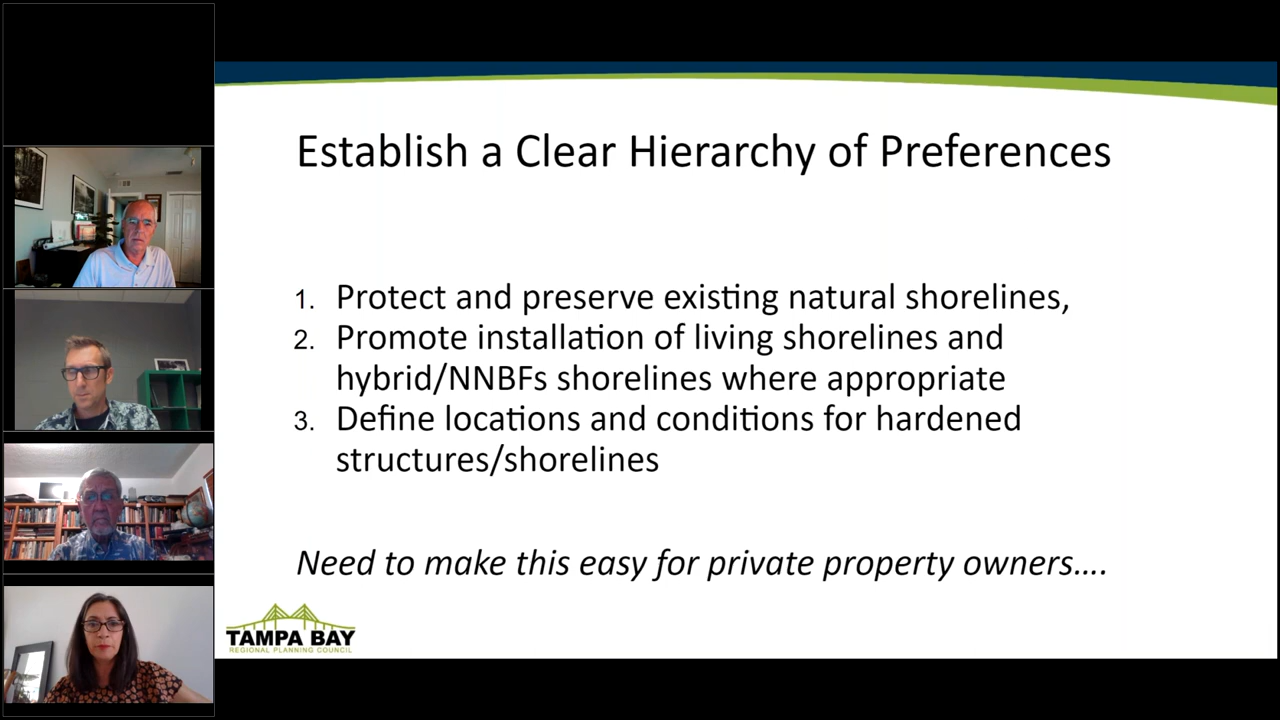 Establish a Clear Hierarchy of Preferences
1. Protect and preserve existing natural shorelines,
2. Promote installation of living shorelines and
hybrid/NNBFs shorelines where appropriate
3. Define locations and conditions for hardened
structures/shorelines
Need to make this easy for private property owners....
TAMPA BAY
REGIONAL PLANNING COUNCIL